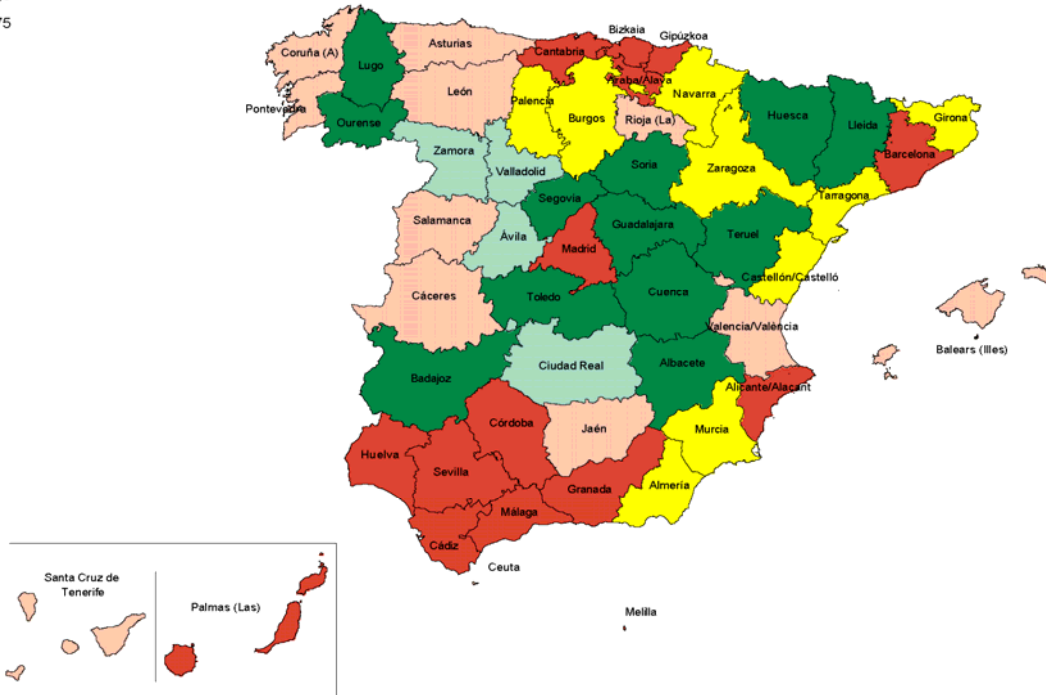 75
Bizkaia
Gipúzkoa
Coruña (A)
Asturias
Cantabria
Lugo
Araba/Alava
León
Palencia
Navarra
Pontevedra
Ourense
Burgos
Rioja (La)
Huesca
Lleida
Girona
Zamora
Valladolid
Soria
Zaragoza
Barcelona
Segovia
Tarragona
Salamanca
Ávila
Guadalajara
Teruel
Madrid
Castellón/Castelló
Cáceres
Toledo
Cuenca
Valencia/València
Balears (Illes)
Ciudad Real
Albacete
Badajoz
Alicante/Alacant
Córdoba
Jaén
Murcia
Huelva
Sevilla
Granada
Almería
Málaga
Cádiz
Ceuta
Santa Cruz de
Tenerife
Palmas (Las)
Melilla